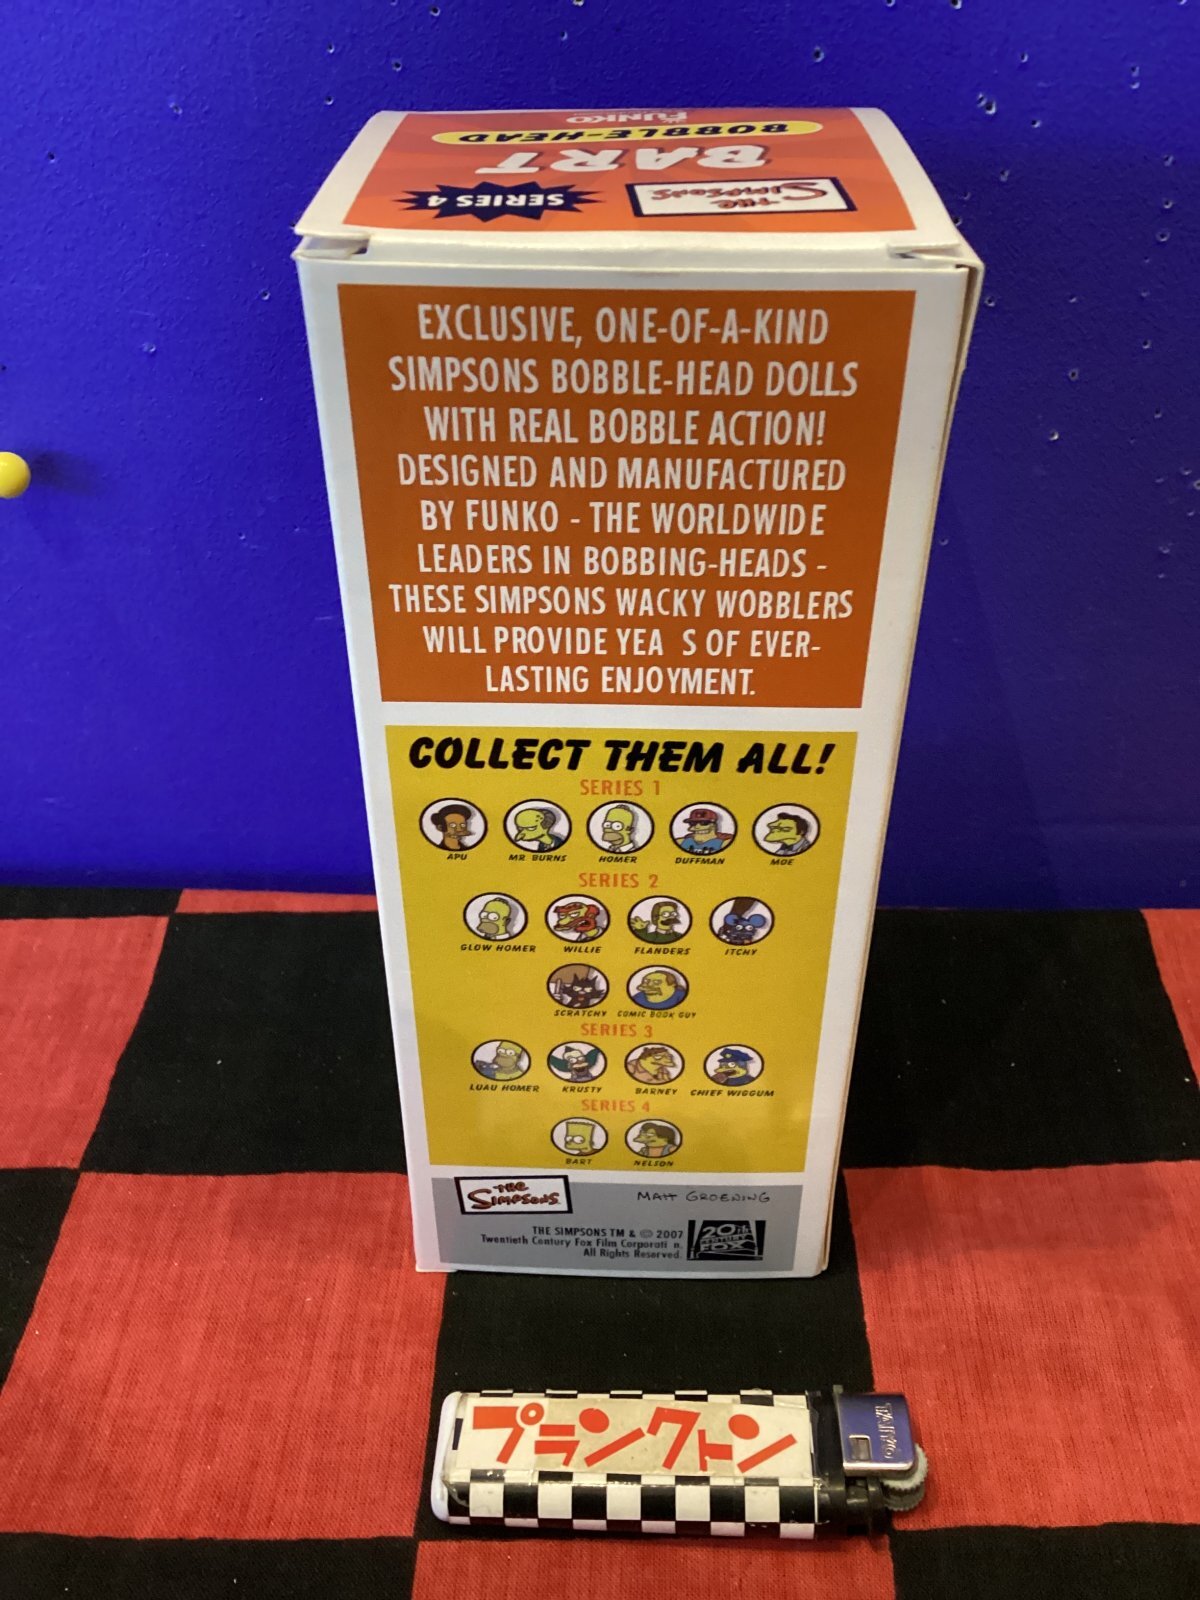 FUNKO
BOBBLE-HEAD
BART
SERIES 4
THE SIMPSONS
EXCLUSIVE, ONE-OF-A-KIND
SIMPSONS BOBBLE-HEAD DOLLS
WITH REAL BOBBLE ACTION!
DESIGNED AND MANUFACTURED
BY FUNKO - THE WORLDWIDE
LEADERS IN BOBBING-HEADS -
THESE SIMPSONS WACKY WOBBLERS
WILL PROVIDE YEA S OF EVER-
LASTING ENJOYMENT.
COLLECT THEM ALL!
SERIES 1
APU MR BURNS HOMER DUFFMAN MOE
SERIES 2
GLOW HOMER WILLIE FLANDERS ITCHY
SCRATCHY COMIC BOOK GUY
SERIES 3
LUAU HOMER KRUSTY BARNEY CHIEF WIGGUM
SERIES 4
BART NELSON
THE SIMPSONS
MATT GROENING
THE SIMPSONS TM & © 2007
Twentieth Century Fox Film Corporati n.
All Rights Reserved.
20th CENTURY FOX
プランクトン